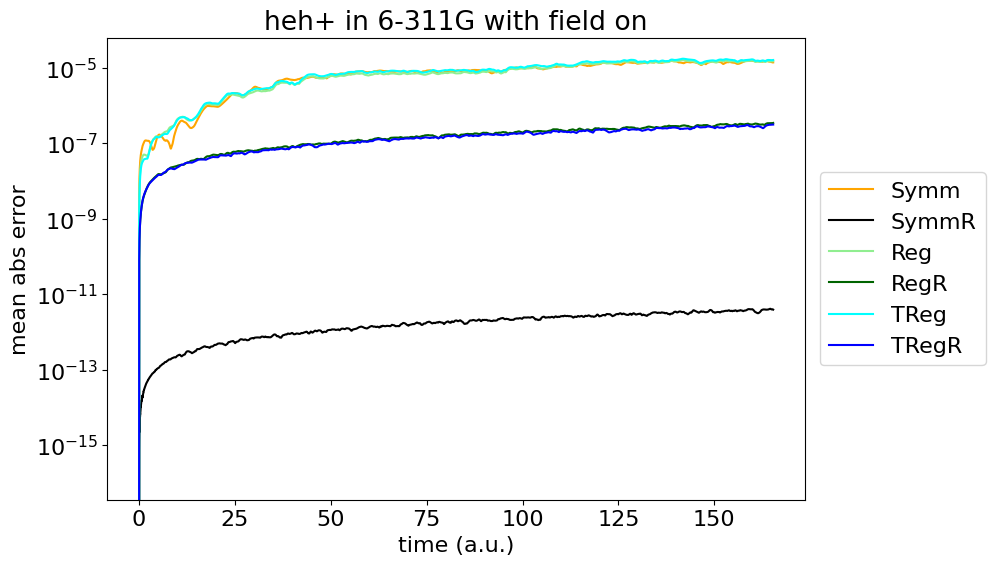 heh+ in 6-311G with field on
mean abs error
10⁻⁵
10⁻⁷
10⁻⁹
10⁻¹¹
10⁻¹³
10⁻¹⁵
0 25 50 75 100 125 150
time (a.u.)
Symm
SymmR
Reg
RegR
TReg
TRegR